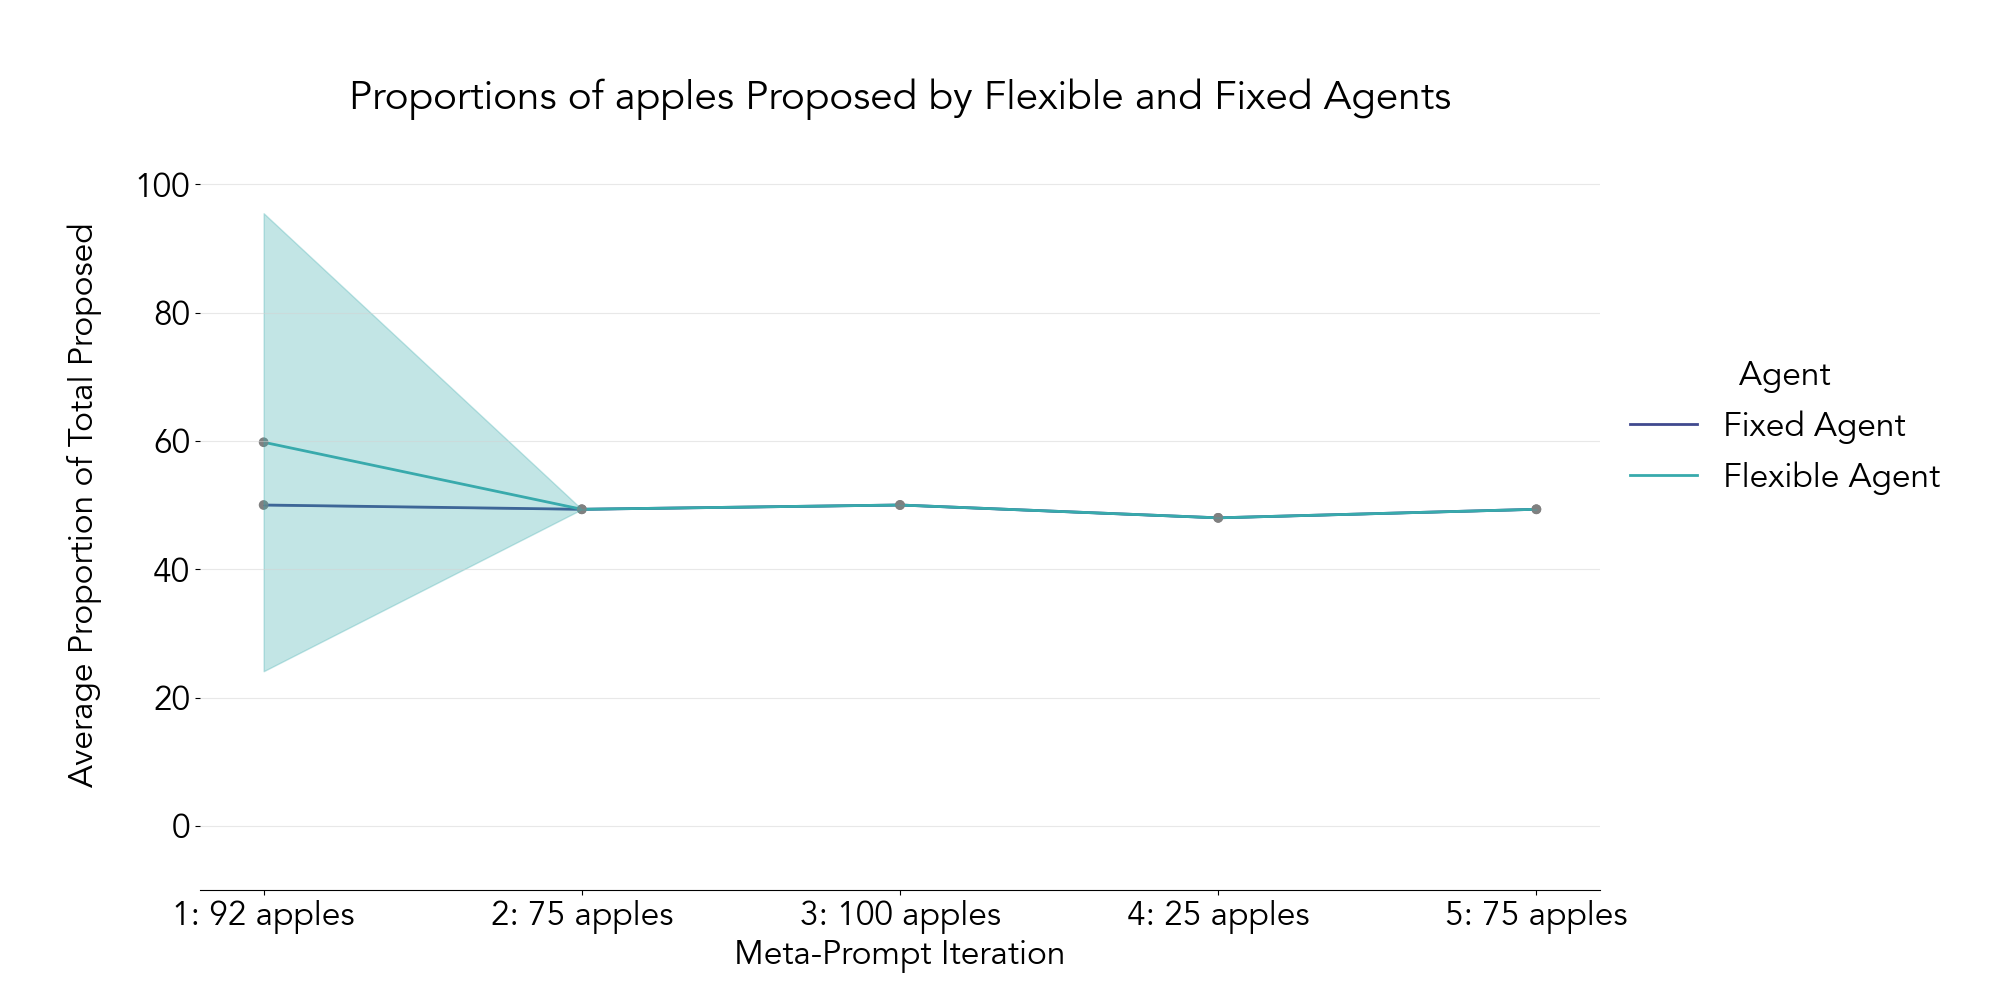 Proportions of apples Proposed by Flexible and Fixed Agents
Average Proportion of Total Proposed
100
80
60
40
20
0
1: 92 apples
2: 75 apples
3: 100 apples
4: 25 apples
5: 75 apples
Meta-Prompt Iteration
Agent
Fixed Agent
Flexible Agent